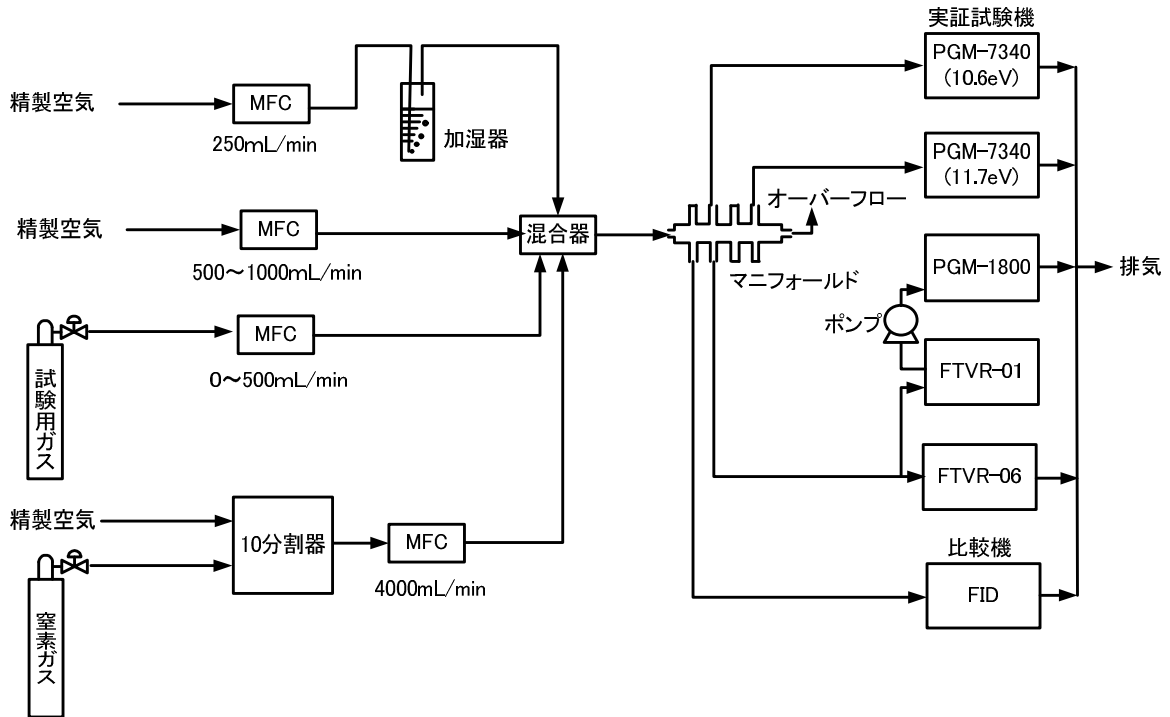 実証試験機
PGM-7340
(10.6eV)
精製空気
MFC
250mL/min
加湿器
PGM-7340
(11.7eV)
オーバーフロー
精製空気
MFC
500～1000mL/min
混合器
マニフォールド
PGM-1800
排気
ポンプ
試験用ガス
MFC
0～500mL/min
FTVR-01
FTVR-06
精製空気
10分割器
MFC
4000mL/min
窒素ガス
比較機
FID